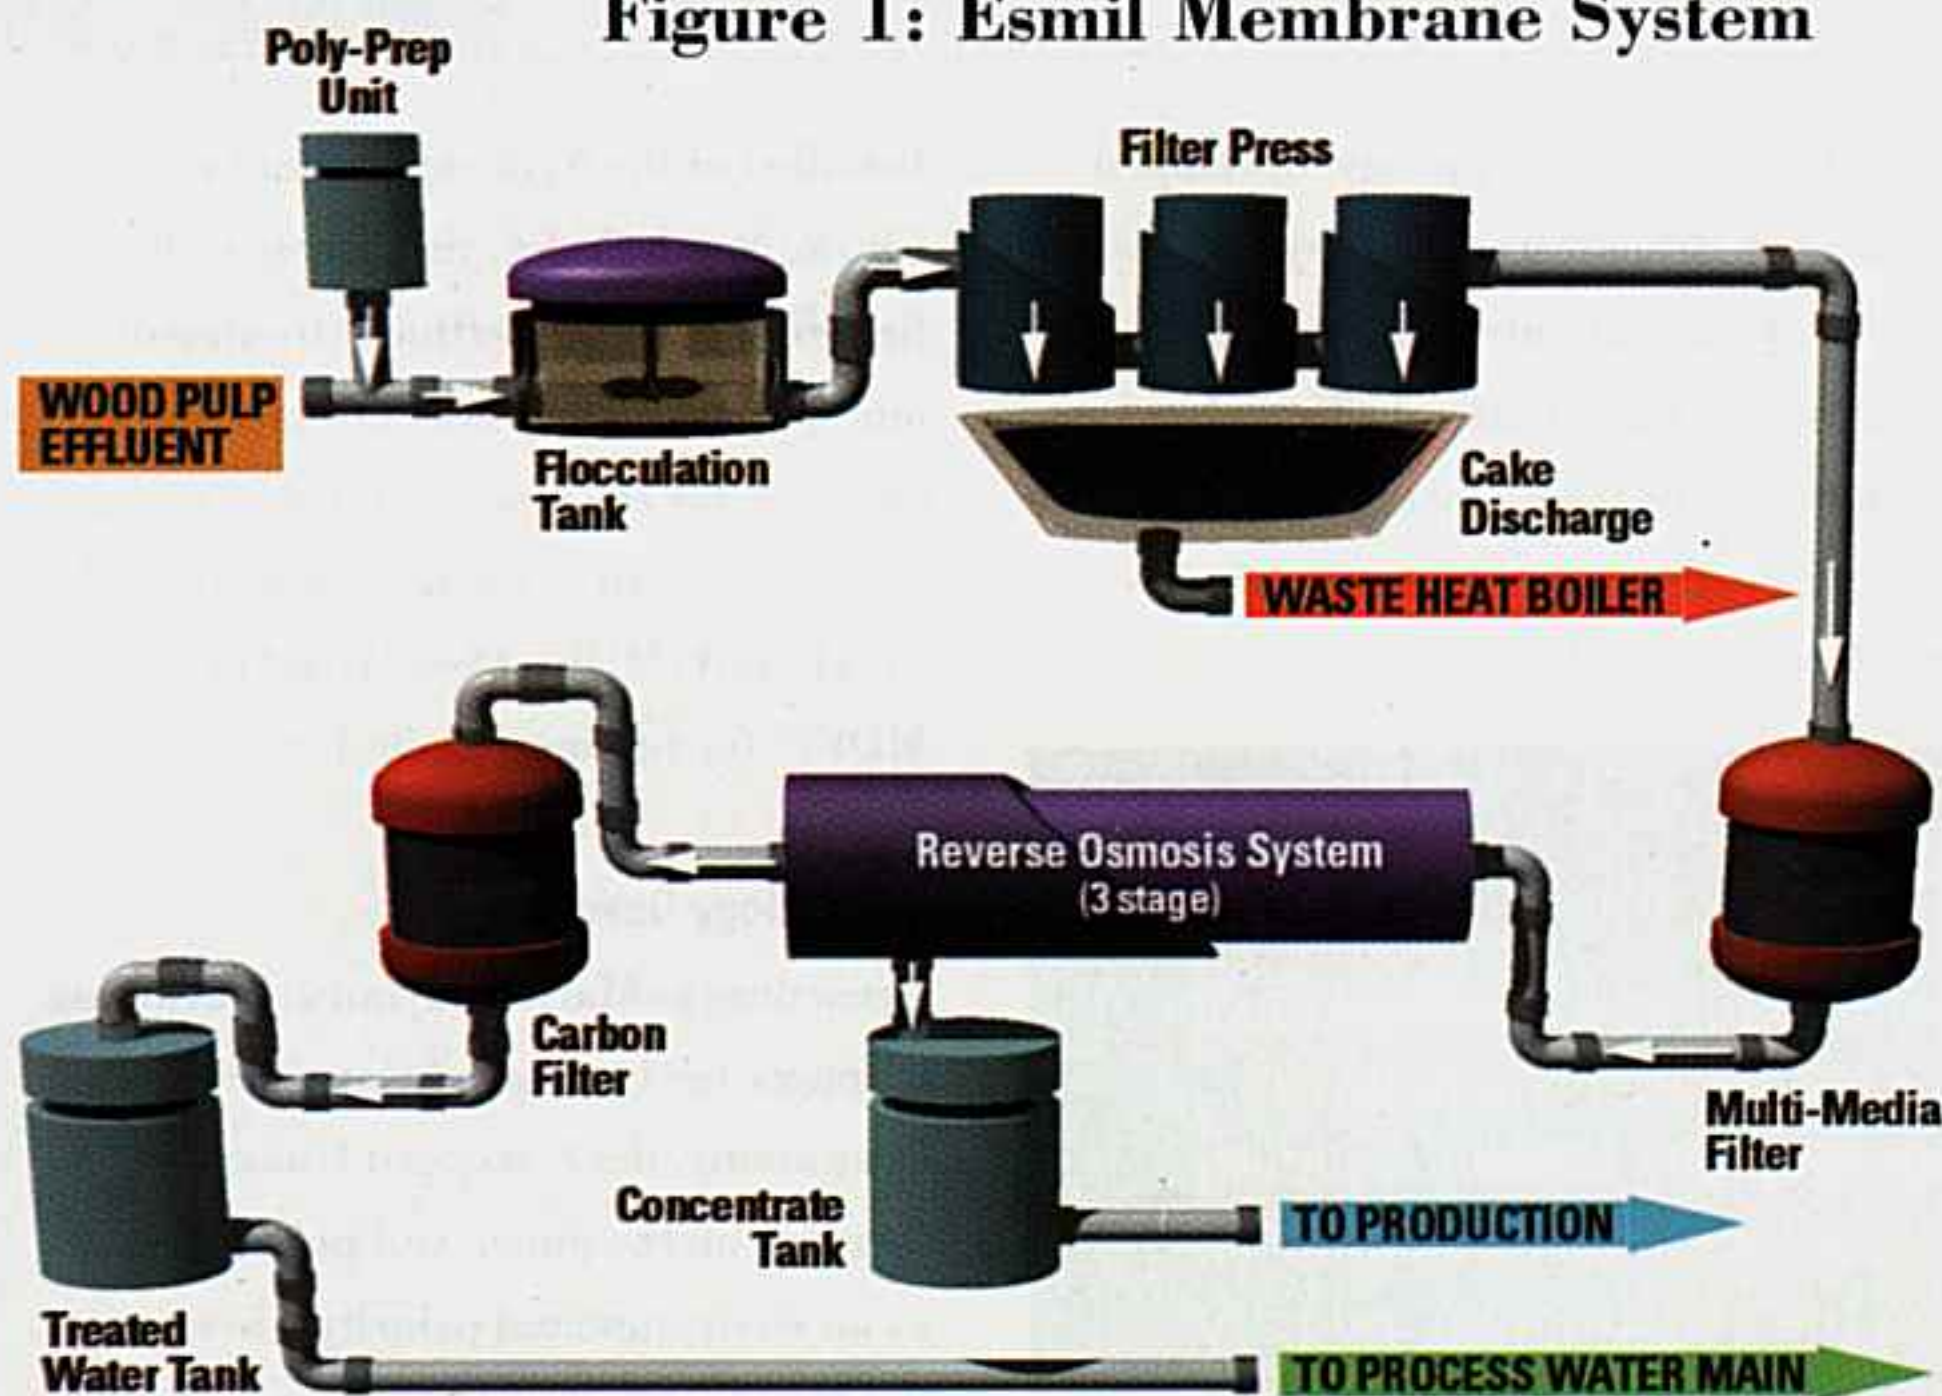 Figure 1: Esmil Membrane System
Poly-Prep
Unit
Filter Press
WOOD PULP
EFFLUENT
Flocculation
Tank
Cake
Discharge
WASTE HEAT BOILER
Reverse Osmosis System
(3 stage)
Carbon
Filter
Multi-Media
Filter
Concentrate
Tank
TO PRODUCTION
Treated
Water Tank
TO PROCESS WATER MAIN